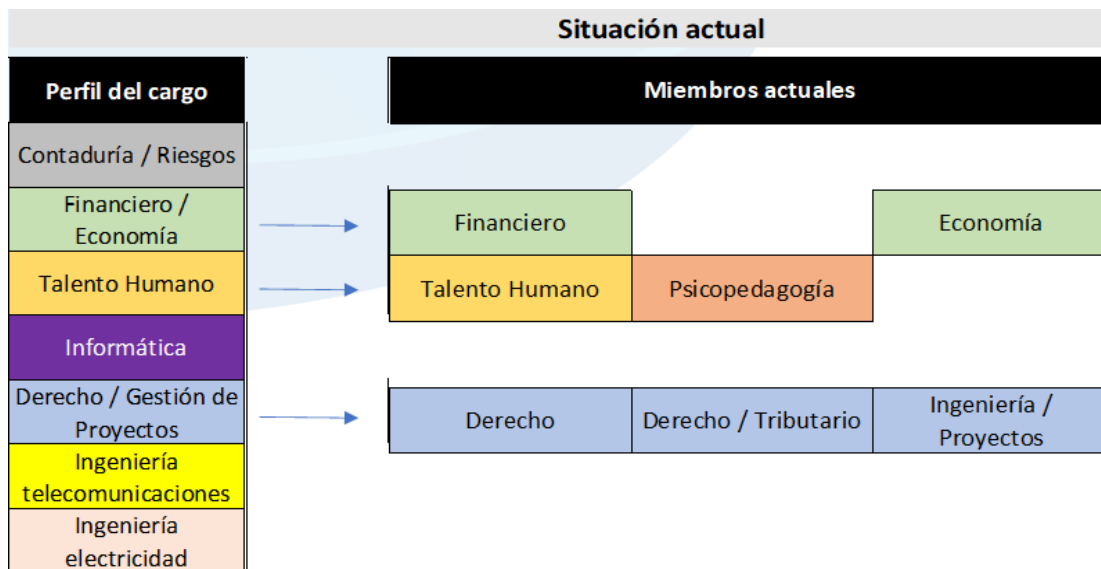 Situación actual
Perfil del cargo
Miembros actuales
Contaduría / Riesgos
Financiero /
Economía
Financiero
Economía
Talento Humano
Talento Humano
Psicopedagogía
Informática
Derecho / Gestión de
Proyectos
Derecho
Derecho / Tributario
Ingeniería /
Proyectos
Ingeniería
telecomunicaciones
Ingeniería
electricidad